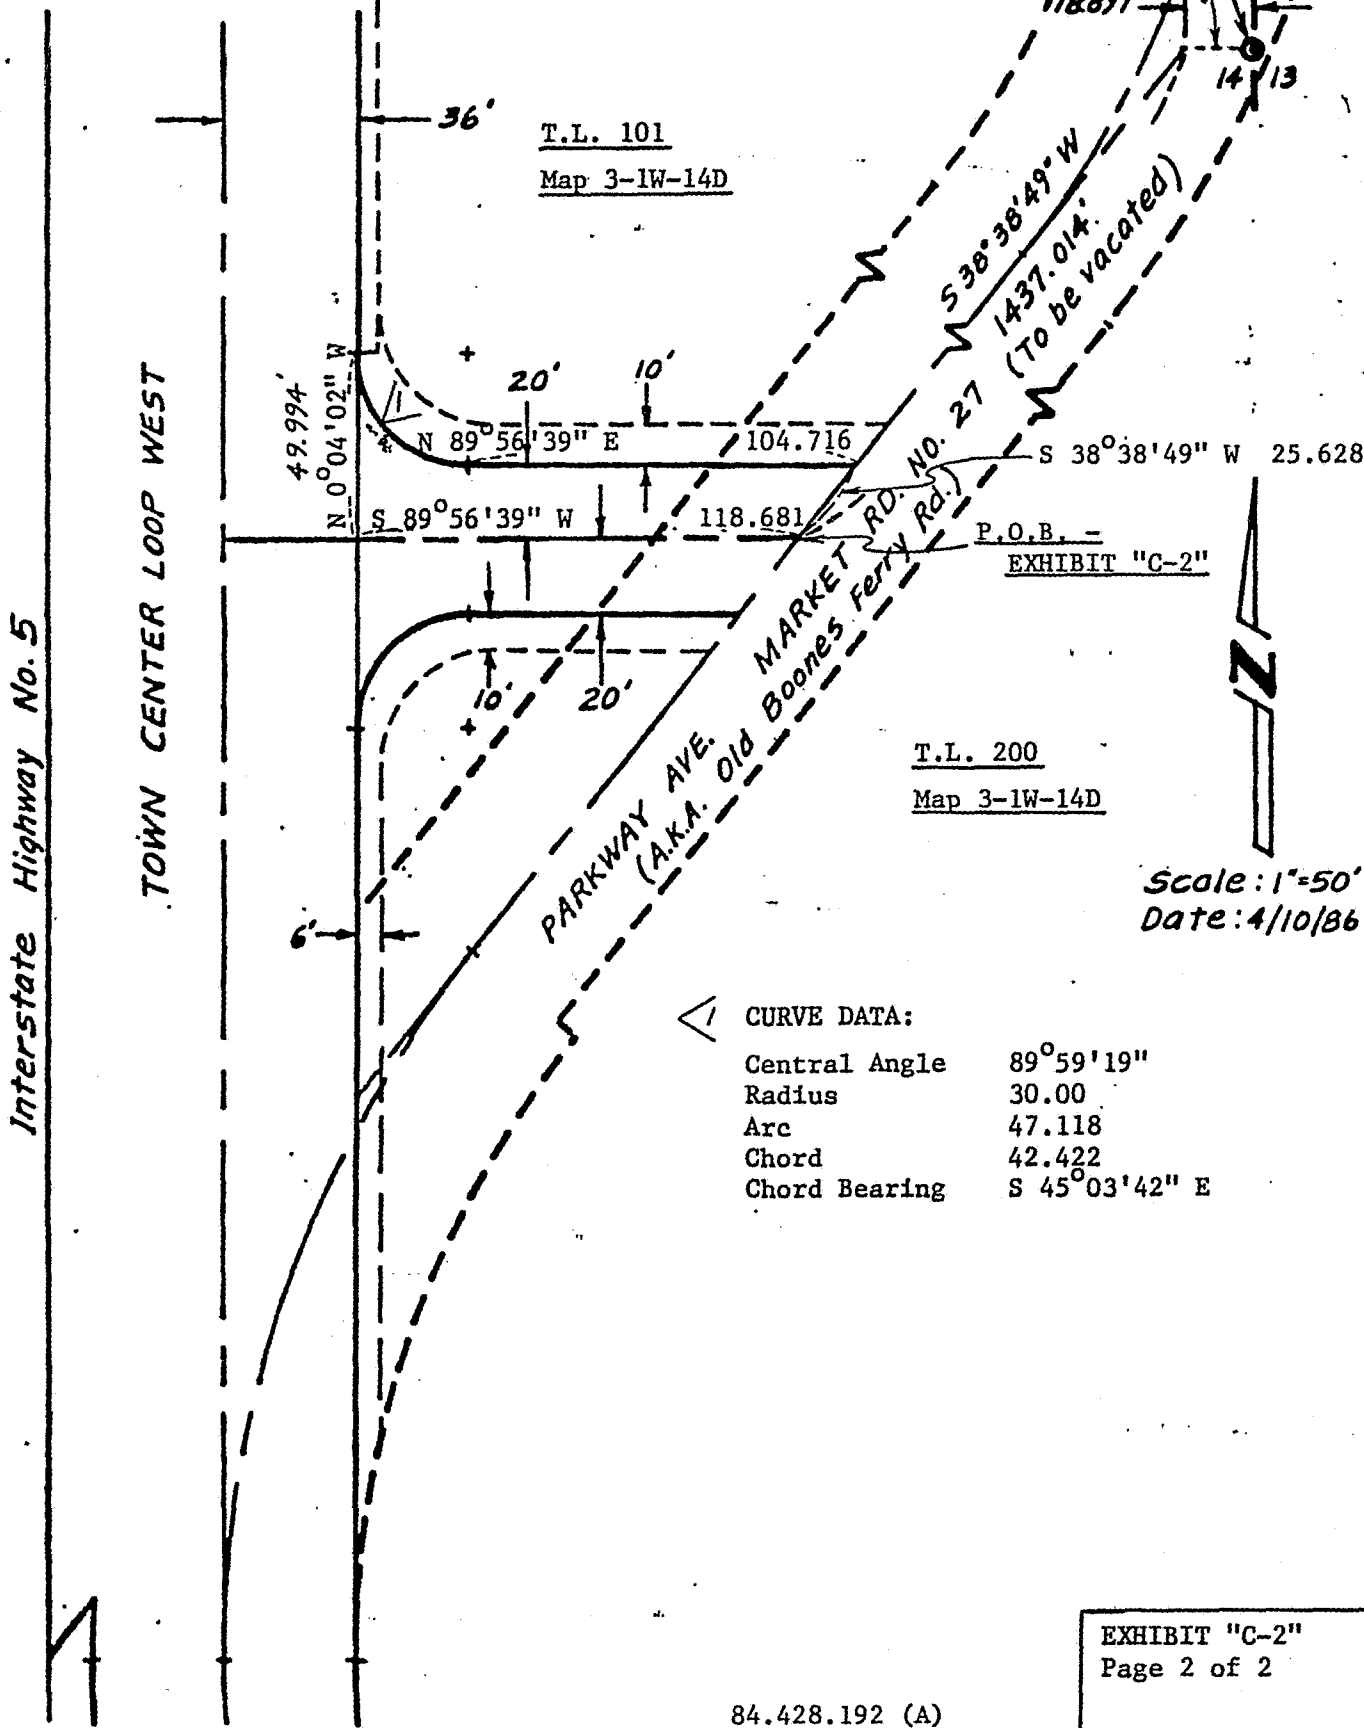 118.891
14 13
36'
T.L. 101
Map 3-1W-14D
S 38°38'49" W
1437.014'
(To be vacated)
TOWN CENTER LOOP WEST
Interstate Highway No. 5
49.994'
N 0°04'02" W
20'
10'
1
N 89°56'39" E
104.716
S 38°38'49" W 25.628
S 89°56'39" W
118.681
P.O.B. -
EXHIBIT "C-2"
PARKWAY AVE. MARKET RD. NO. 27
(A.K.A. Old Boones Ferry Rd.)
10'
20'
T.L. 200
Map 3-1W-14D
N
Scale: 1"=50'
Date: 4/10/86
6'
1 CURVE DATA:
Central Angle 89°59'19"
Radius 30.00
Arc 47.118
Chord 42.422
Chord Bearing S 45°03'42" E
EXHIBIT "C-2"
Page 2 of 2
84.428.192 (A)